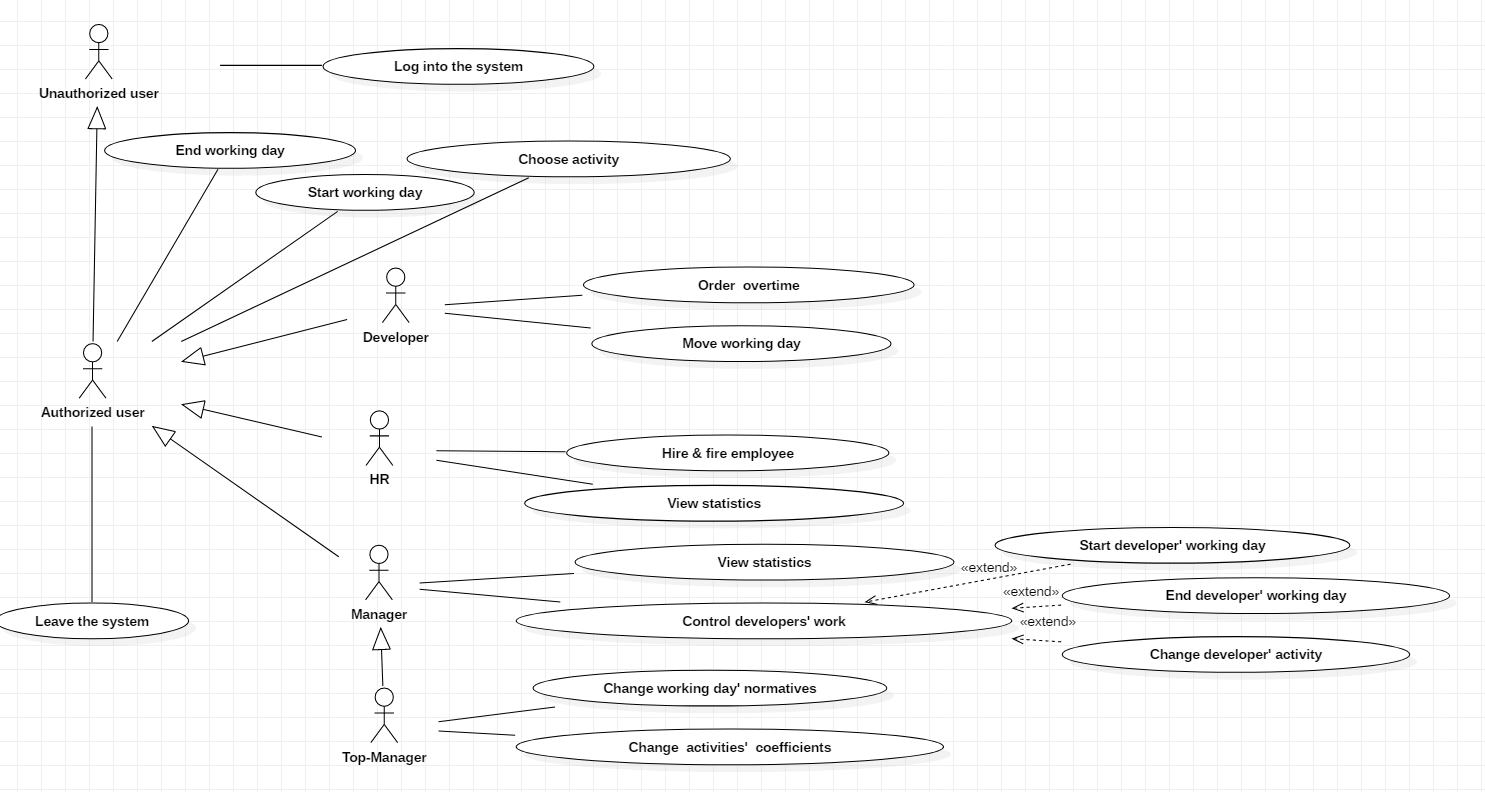 Log into the system
Unauthorized user
End working day
Choose activity
Start working day
Order  overtime
Developer
Move working day
Authorized user
Hire & fire employee
HR
View statistics
Start developer' working day
View statistics
«extend»
«extend»
End developer' working day
Manager
Leave the system
Control developers' work
«extend»
Change developer' activity
Change working day' normatives
Change  activities'  coefficients
Top-Manager